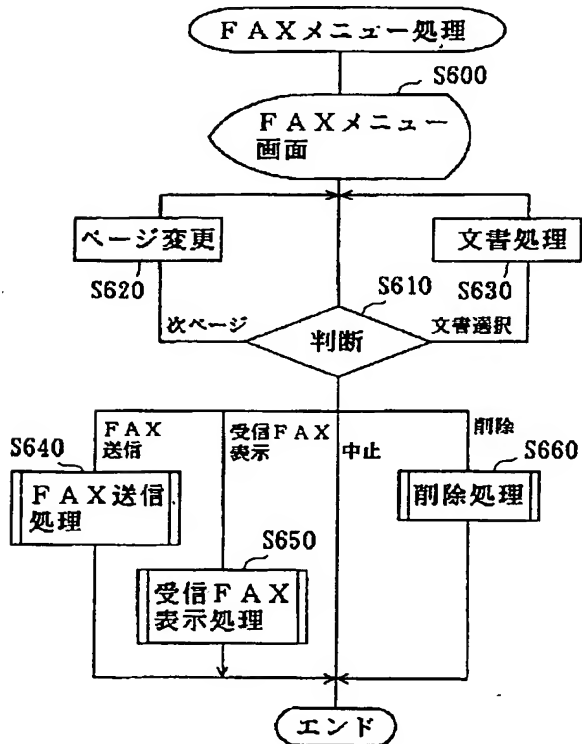 ＦＡＸメニュー処理
S600
ＦＡＸメニュー
画面
ページ変更
文書処理
S620
S610
S630
次ページ
判断
文書選択
ＦＡＸ
送信
受信ＦＡＸ
表示
中止
削除
S640
S660
ＦＡＸ送信
処理
削除処理
S650
受信ＦＡＸ
表示処理
エンド